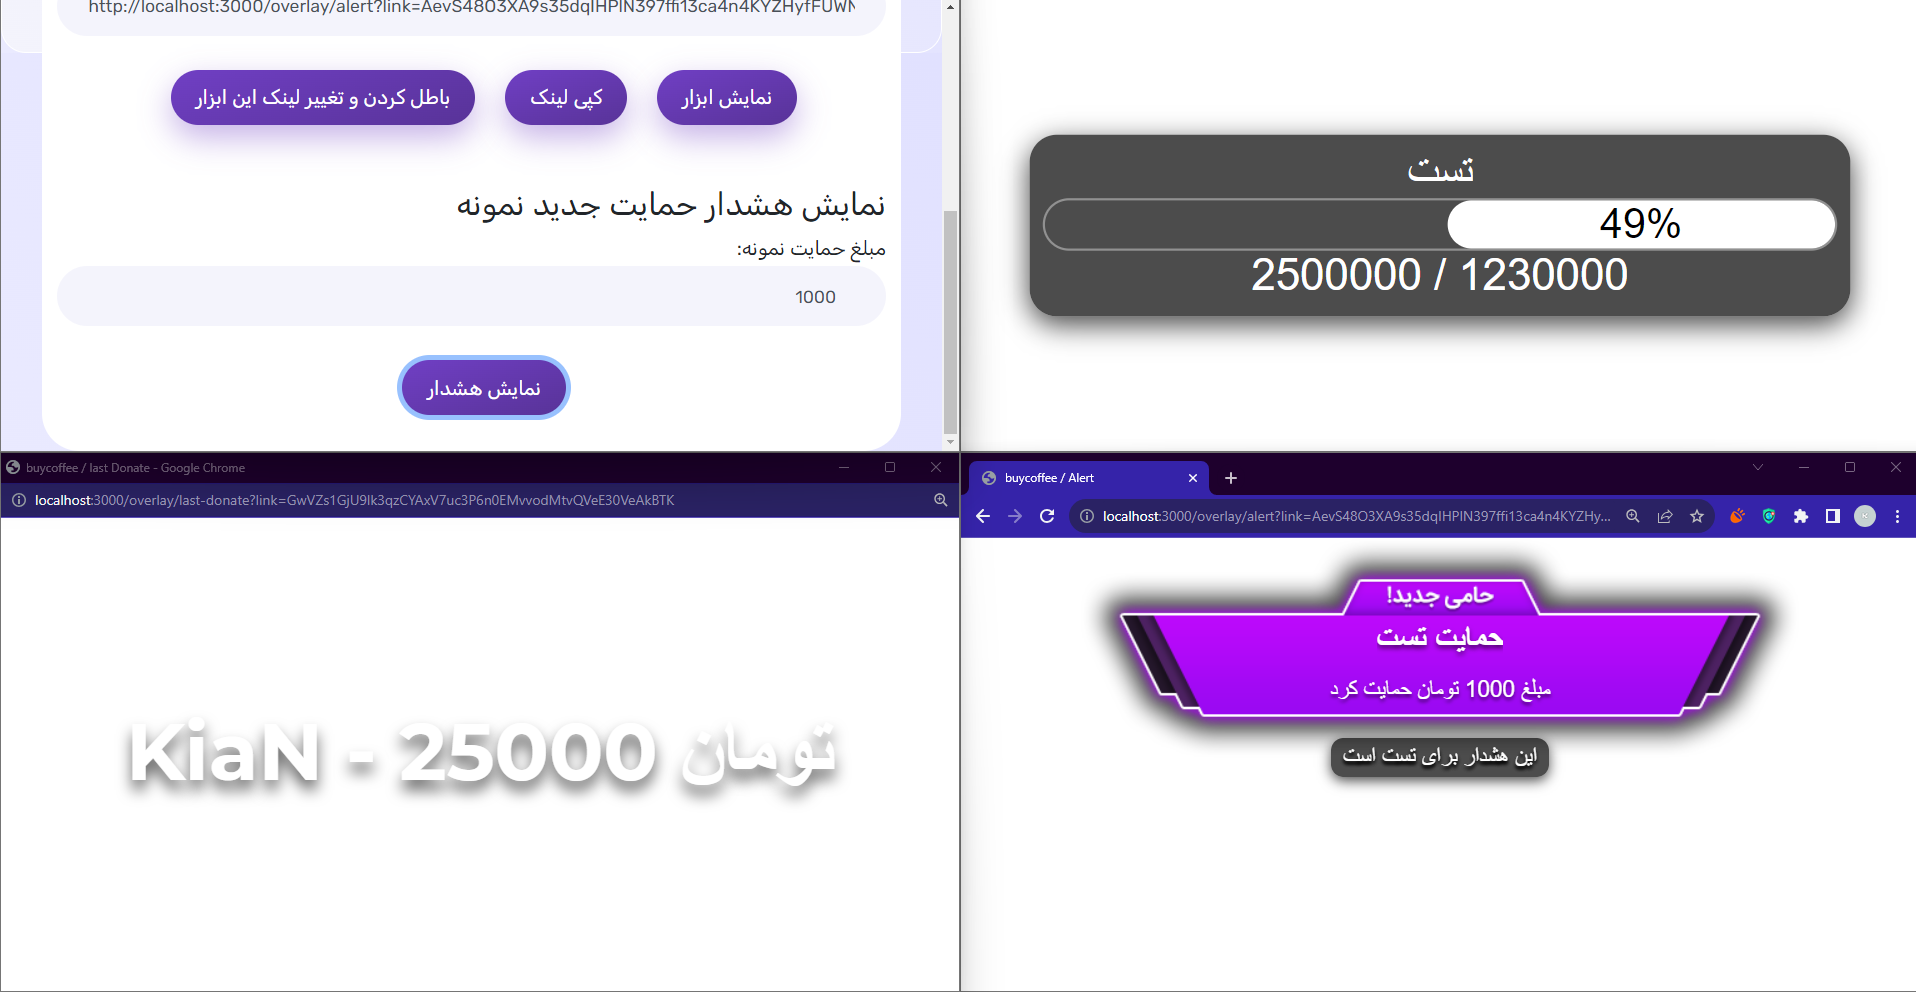 http://localhost:3000/overlay/alert?link=AevS48O3XA9s35dqIHPlN397ffi13ca4n4KYZHyfFUWN
نمایش ابزار
کپی لینک
باطل کردن و تغییر لینک این ابزار
نمایش هشدار حمایت جدید نمونه
مبلغ حمایت نمونه:
1000
نمایش هشدار
تست
49%
2500000 / 1230000
buycoffee / last Donate - Google Chrome
localhost:3000/overlay/last-donate?link=GwVZs1GjU9lk3qzCYAxV7uc3P6n0EMvvodMtvQVeE30VeAkBTK
KiaN - 25000 تومان
buycoffee / Alert
localhost:3000/overlay/alert?link=AevS48O3XA9s35dqIHPlN397ffi13ca4n4KYZHy...
حامی جدید!
حمایت تست
مبلغ 1000 تومان حمایت کرد
این هشدار برای تست است